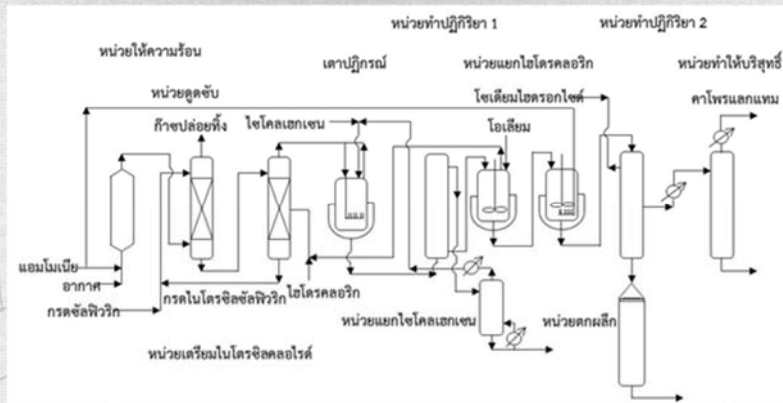 หน่วยทำปฏิกิริยา 1
หน่วยทำปฏิกิริยา 2
หน่วยให้ความร้อน
เตาปฏิกรณ์
หน่วยแยกไฮโดรคลอริก
หน่วยทำให้บริสุทธิ์
หน่วยดูดซับ
โซเดียมไฮดรอกไซด์
คาโพรแลกแทม
ก๊าซปล่อยทิ้ง
ไซโคลเฮกเซน
โอเลียม
แอมโมเนีย
อากาศ
กรดซัลฟิวริก
กรดไนโตรซิลซัลฟิวริก
ไฮโดรคลอริก
หน่วยแยกไซโคลเฮกเซน
หน่วยตกผลึก
หน่วยเตรียมไนโตรซิลคลอไรด์